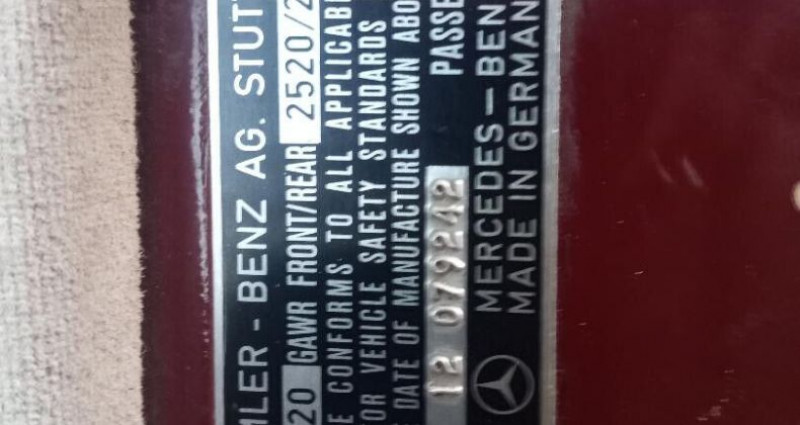 MLER - BENZ AG. STUTT
20 GAWR FRONT/REAR 2520/2
E CONFORMS TO ALL APPLICAB
OR VEHICLE SAFETY STANDARDS
DATE OF MANUFACTURE SHOWN ABO
12 079242 PASSE
MERCEDES-BEN
MADE IN GERMAN